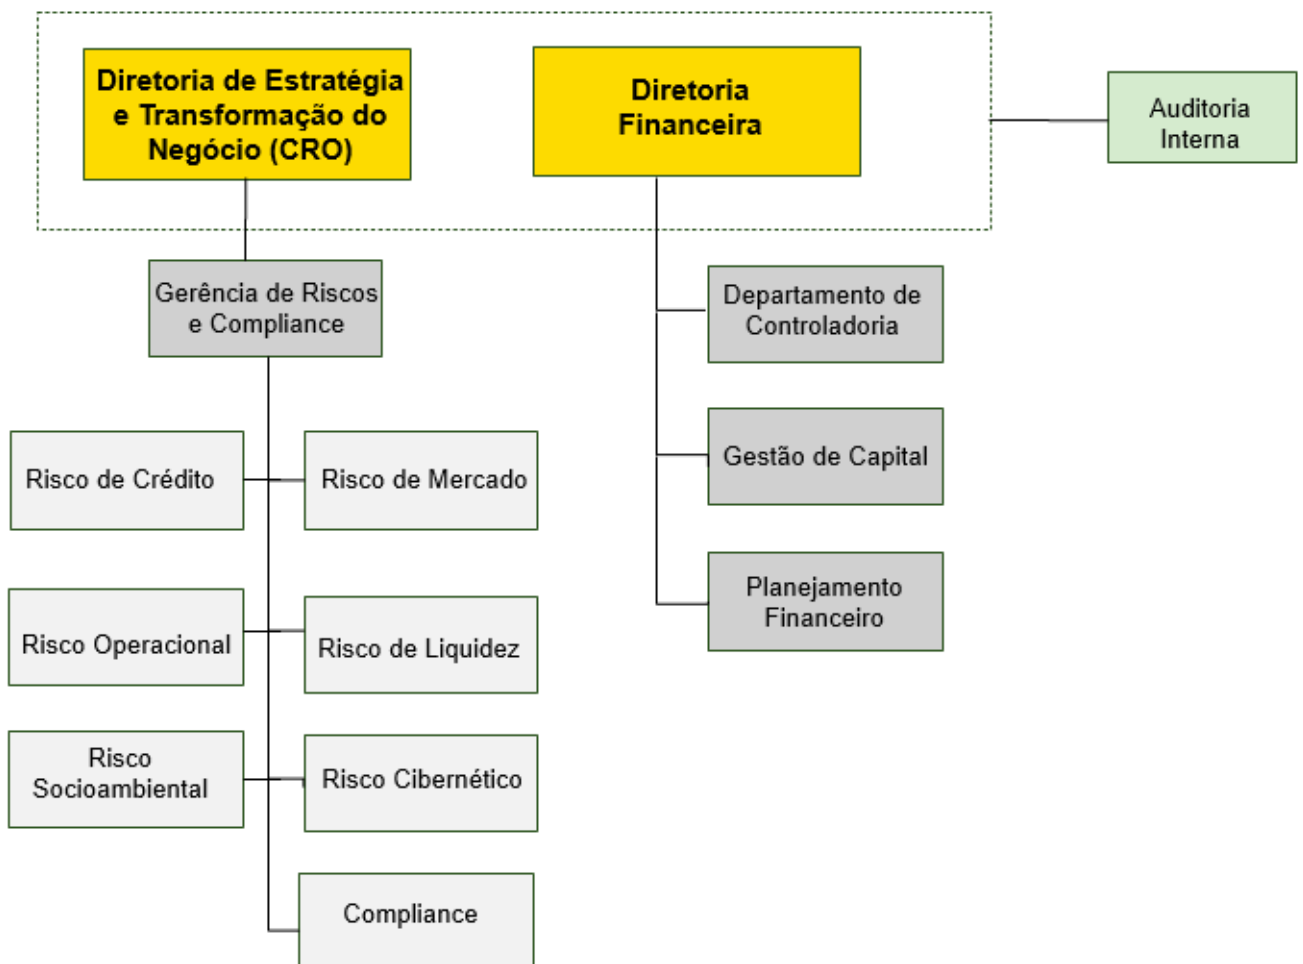 Diretoria de Estratégia
e Transformação do
Negócio (CRO)
Diretoria
Financeira
Auditoria
Interna
Gerência de Riscos
e Compliance
Departamento de
Controladoria
Risco de Crédito
Risco de Mercado
Gestão de Capital
Risco Operacional
Risco de Liquidez
Planejamento
Financeiro
Risco
Socioambiental
Risco Cibernético
Compliance